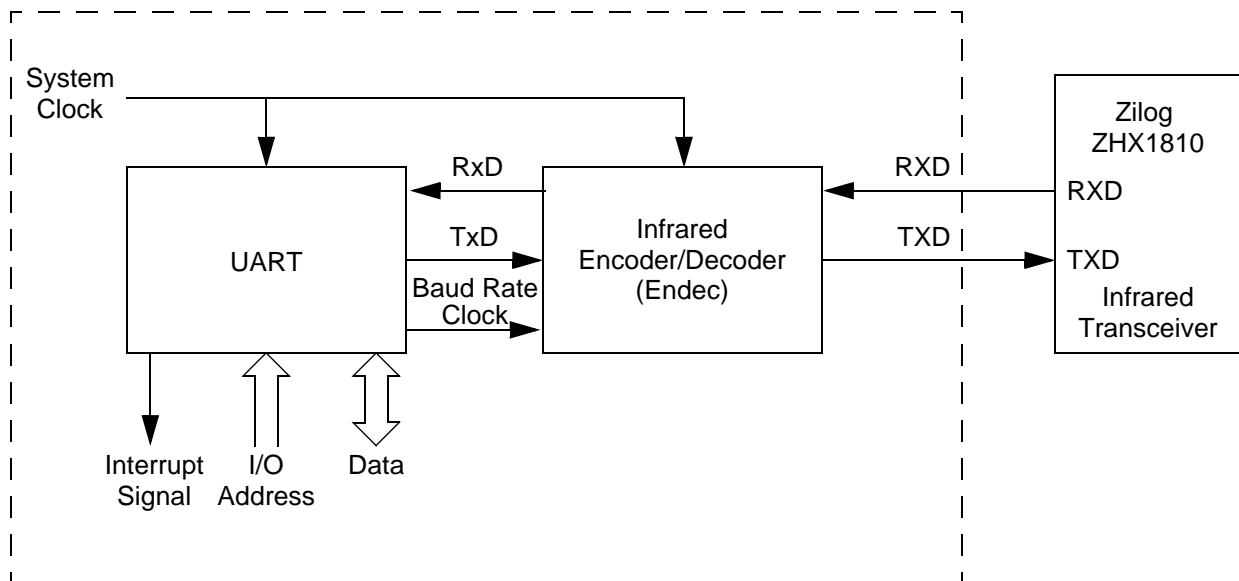 System
Clock
Zilog
ZHX1810
RxD
RXD
RXD
Infrared
Encoder/Decoder
(Endec)
UART
TxD
TXD
TXD
Baud Rate
Clock
Infrared
Transceiver
Interrupt
Signal
I/O
Address
Data